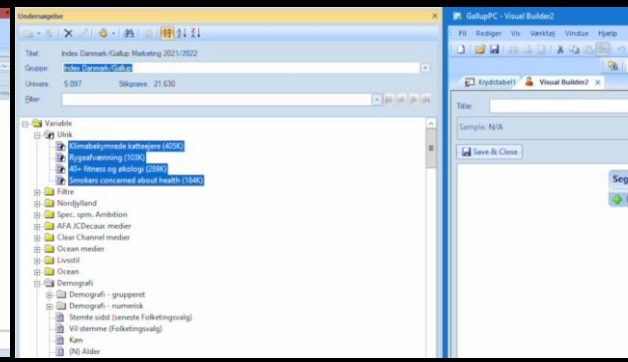 Undersøgelse
Titel: Index Danmark/Gallup Marketing 2021/2022
Gruppe: Index Danmark/Gallup
Univers: 5.097 Stikprøve: 21.630
Filter:
Variable
Ulrik
Klimabekymrede katteejere (405K)
Rygeafvænning (103K)
40+ fitness og økologi (289K)
Smokers concerned about health (184K)
Filtre
Nordjylland
Spec. spm. Ambition
AFA JCDecaux medier
Clear Channel medier
Ocean medier
Livsstil
Ocean
Demografi
Demografi - grupperet
Demografi - numerisk
Stemte sidst (seneste Folketingsvalg)
Vil stemme (Folketingsvalg)
Køn
(N) Alder
GallupPC - Visual Builder2
Fil Rediger Vis Værktøj Vindue Hjælp
Krydstabel1 Visual Builder2
Title:
Sample: N/A
Save & Close
Seg